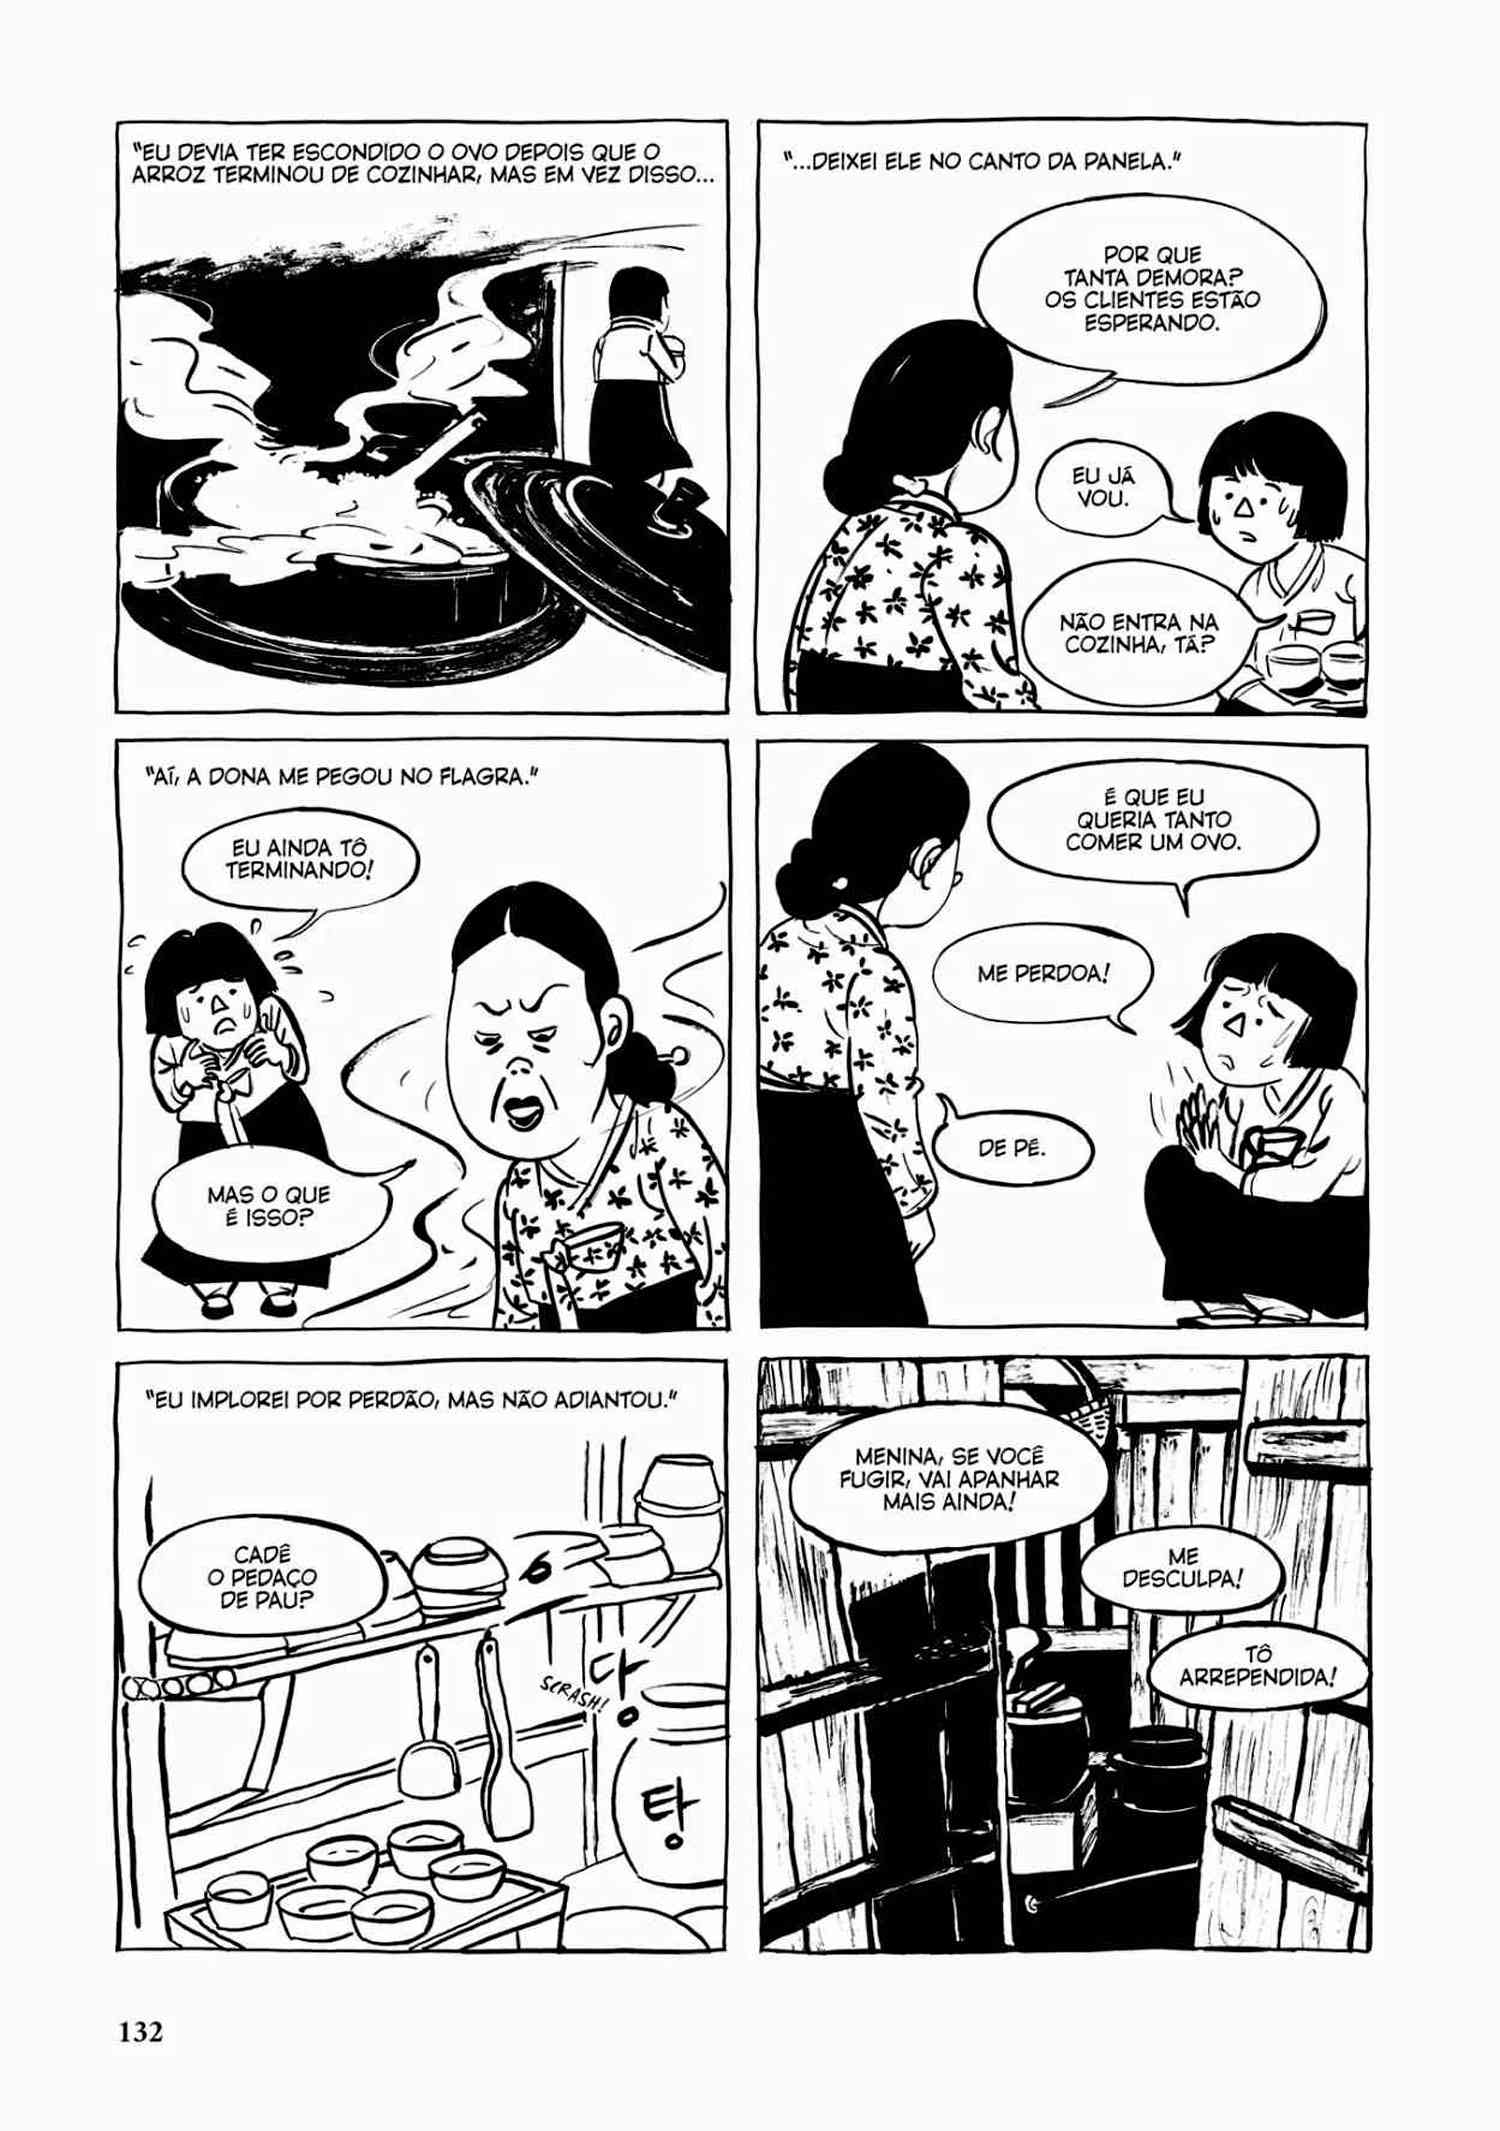 "EU DEVIA TER ESCONDIDO O OVO DEPOIS QUE O
ARROZ TERMINOU DE COZINHAR, MAS EM VEZ DISSO...
"...DEIXEI ELE NO CANTO DA PANELA."
POR QUE
TANTA DEMORA?
OS CLIENTES ESTÃO
ESPERANDO.
EU JÁ
VOU.
NÃO ENTRA NA
COZINHA, TÁ?
"AÍ, A DONA ME PEGOU NO FLAGRA."
EU AINDA TÔ
TERMINANDO!
MAS O QUE
É ISSO?
É QUE EU
QUERIA TANTO
COMER UM OVO.
ME PERDOA!
DE PÉ.
"EU IMPLOREI POR PERDÃO, MAS NÃO ADIANTOU."
CADÊ
O PEDAÇO
DE PAU?
당
SCRASH!
탕
MENINA, SE VOCÊ
FUGIR, VAI APANHAR
MAIS AINDA!
ME
DESCULPA!
TÔ
ARREPENDIDA!
132